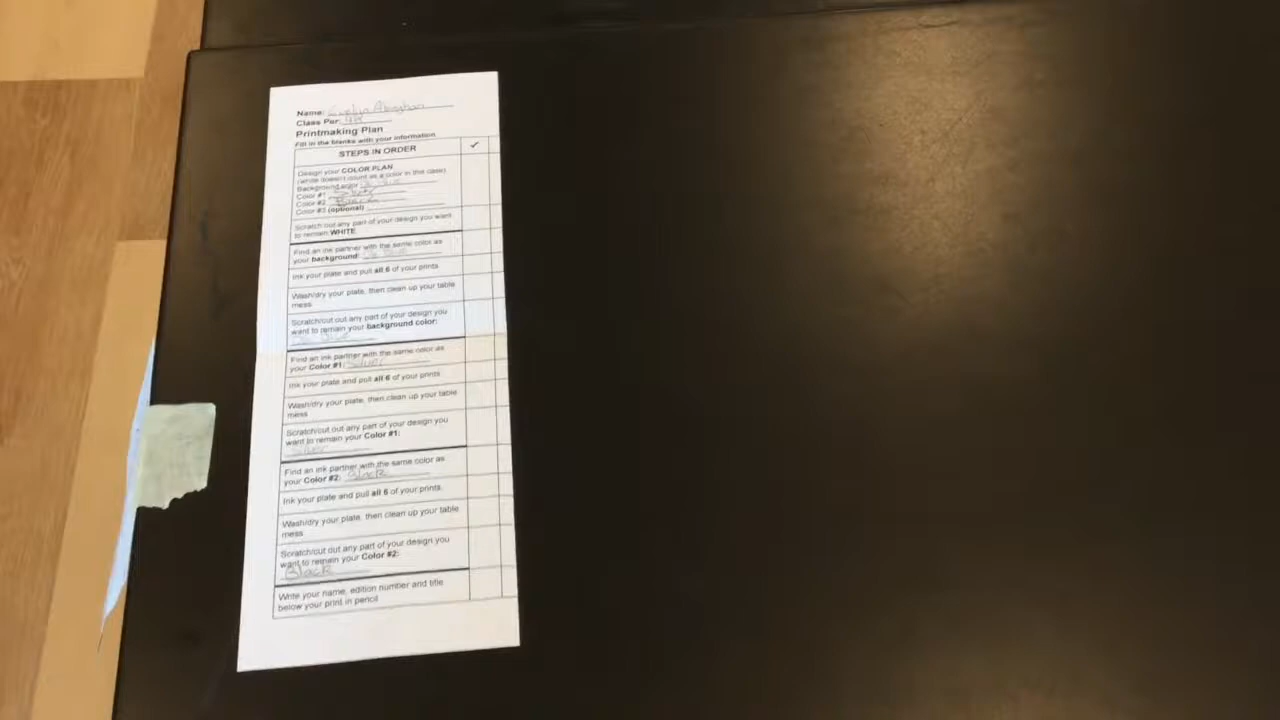 Name: Evelyn
Class Per:
Printmaking Plan
Fill in the blanks with your information
STEPS IN ORDER ✓
Design your COLOR PLAN
(white doesn't count as a color in this case)
Background color
Color #1 Silver
Color #2 Black
Color #3 (optional)
Scratch out any part of your design you want
to remain WHITE
Find an ink partner with the same color as
your background:
Ink your plate and pull all 6 of your prints
Wash/dry your plate, then clean up your table
mess
Scratch/cut out any part of your design you
want to remain your background color:
Find an ink partner with the same color as
your Color #1: Silver
Ink your plate and pull all 6 of your prints
Wash/dry your plate, then clean up your table
mess
Scratch/cut out any part of your design you
want to remain your Color #1:
Silver
Find an ink partner with the same color as
your Color #2: Black
Ink your plate and pull all 6 of your prints.
Wash/dry your plate, then clean up your table
mess
Scratch/cut out any part of your design you
want to remain your Color #2:
Black
Write your name, edition number and title
below your print in pencil